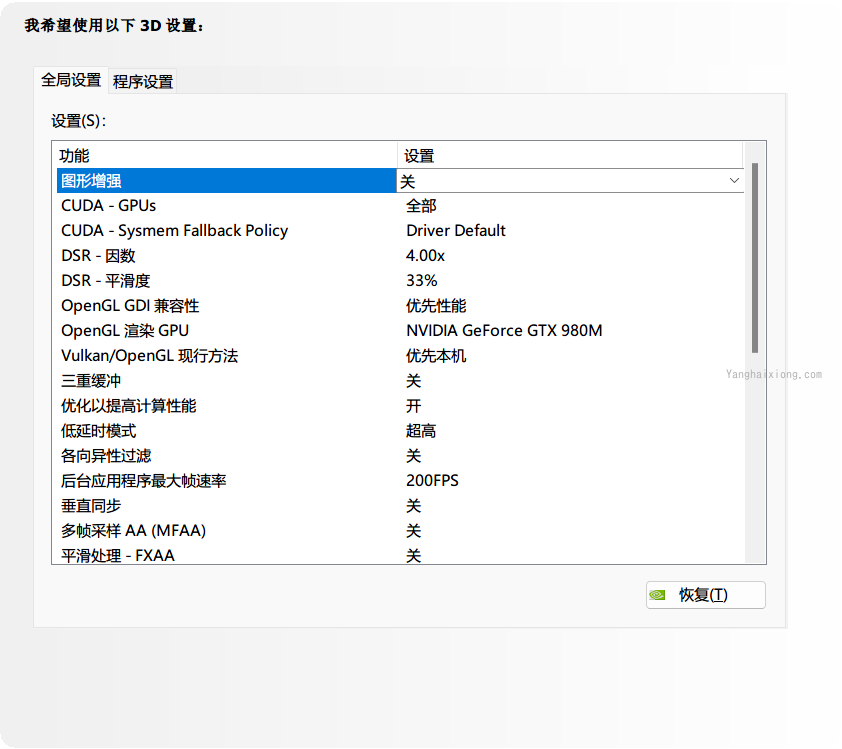 我希望使用以下 3D 设置：
全局设置 程序设置
设置(S)：
功能 设置
图形增强 关
CUDA - GPUs 全部
CUDA - Sysmem Fallback Policy Driver Default
DSR - 因数 4.00x
DSR - 平滑度 33%
OpenGL GDI 兼容性 优先性能
OpenGL 渲染 GPU NVIDIA GeForce GTX 980M
Vulkan/OpenGL 现行方法 优先本机
三重缓冲 关
Yanghaixiong.com
优化以提高计算性能 开
低延时模式 超高
各向异性过滤 关
后台应用程序最大帧速率 200FPS
垂直同步 关
多帧采样 AA (MFAA) 关
平滑处理 - FXAA 关
恢复(T)